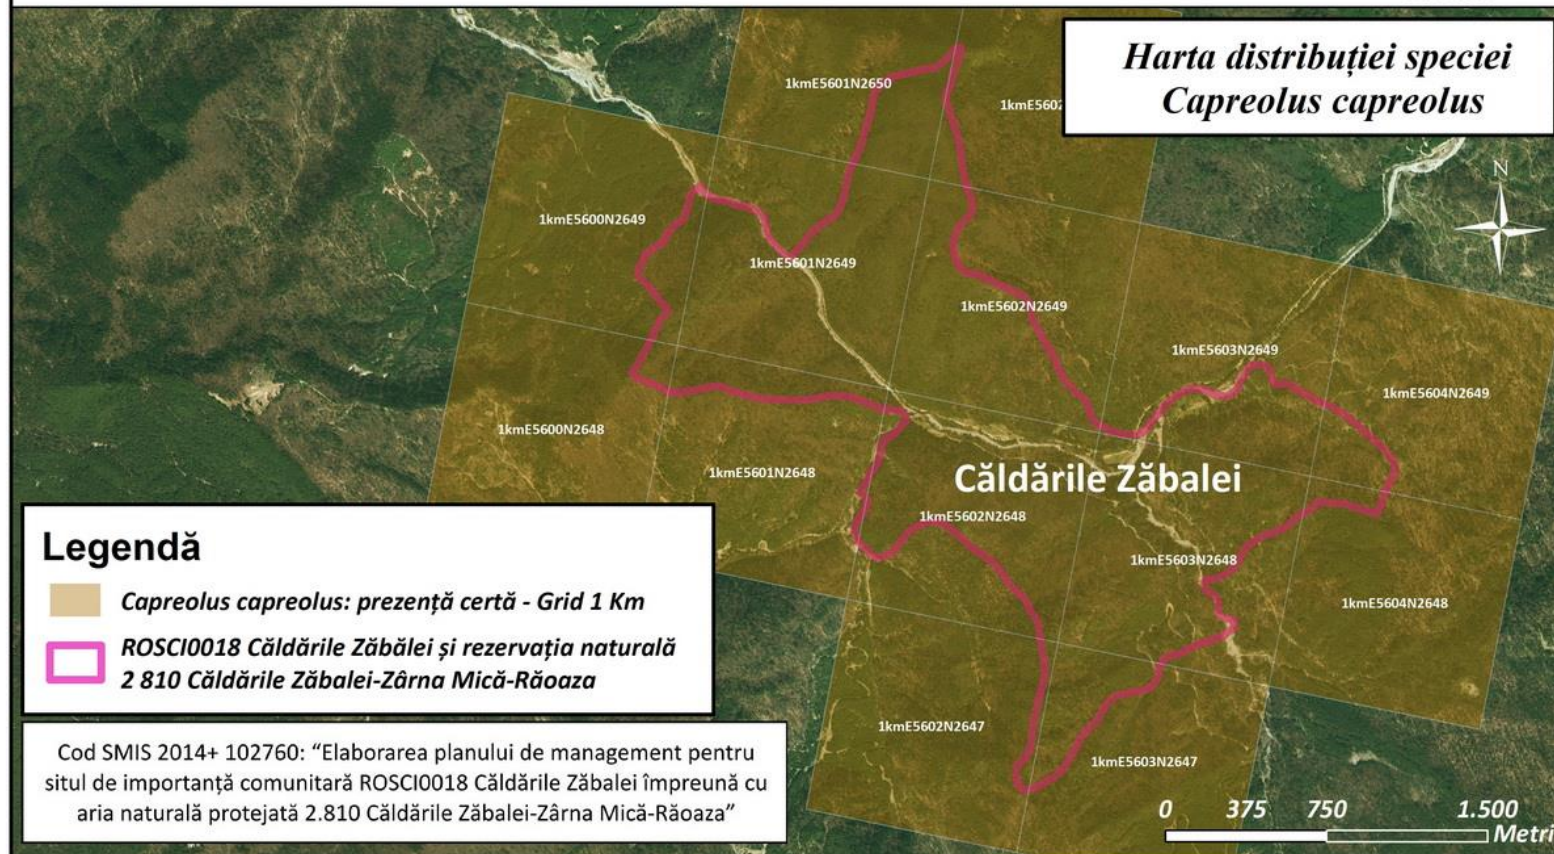 Harta distribuției speciei
Capreolus capreolus
N
1kmE5601N2650
1kmE5602
1kmE5600N2649
1kmE5601N2649
1kmE5602N2649
1kmE5603N2649
1kmE5604N2649
1kmE5600N2648
1kmE5601N2648
Căldările Zăbalei
1kmE5602N2648
1kmE5603N2648
1kmE5604N2648
1kmE5602N2647
1kmE5603N2647
Legendă
Capreolus capreolus: prezență certă - Grid 1 Km
ROSCI0018 Căldările Zăbălei și rezervația naturală
2 810 Căldările Zăbalei-Zârna Mică-Răoaza
Cod SMIS 2014+ 102760: “Elaborarea planului de management pentru
situl de importanță comunitară ROSCI0018 Căldările Zăbalei împreună cu
aria naturală protejată 2.810 Căldările Zăbalei-Zârna Mică-Răoaza”
0 375 750 1.500
Metri